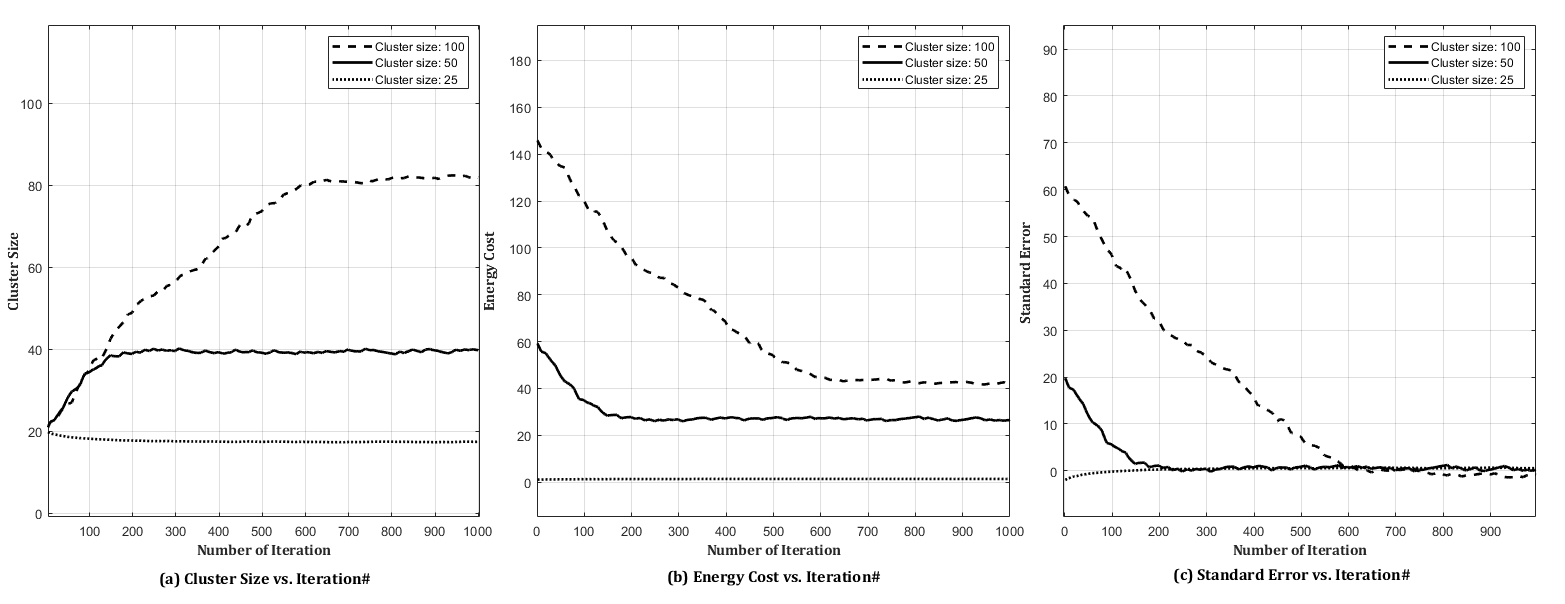 Cluster size: 100
Cluster size: 50
Cluster size: 25
100
80
60
40
20
0
100 200 300 400 500 600 700 800 900 1000
Cluster Size
Number of Iteration
(a) Cluster Size vs. Iteration#
Cluster size: 100
Cluster size: 50
Cluster size: 25
180
160
140
120
100
80
60
40
20
0
0 100 200 300 400 500 600 700 800 900 1000
Energy Cost
Number of Iteration
(b) Energy Cost vs. Iteration#
Cluster size: 100
Cluster size: 50
Cluster size: 25
90
80
70
60
50
40
30
20
10
0
0 100 200 300 400 500 600 700 800 900
Standard Error
Number of Iteration
(c) Standard Error vs. Iteration#